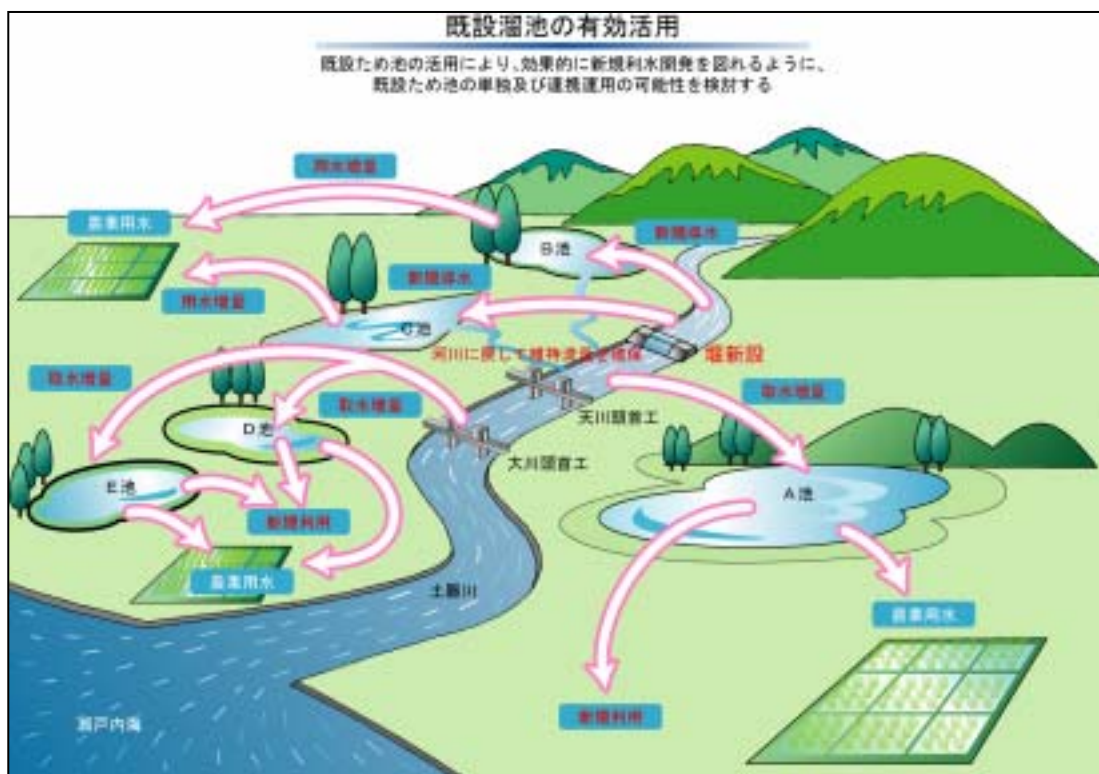 既設溜池の有効活用
既設ため池の活用により、効果的に新規利水開発を図れるように、
既設ため池の単独及び連携運用の可能性を検討する
用水増量
農業用水
B池
新規導水
新規導水
用水増量
C池
河川に戻して維持流量を確保
堰新設
取水増量
取水増量
取水増量
天川頭首工
D池
大川頭首工
A池
E池
新規利用
農業用水
土器川
農業用水
瀬戸内海
新規利用